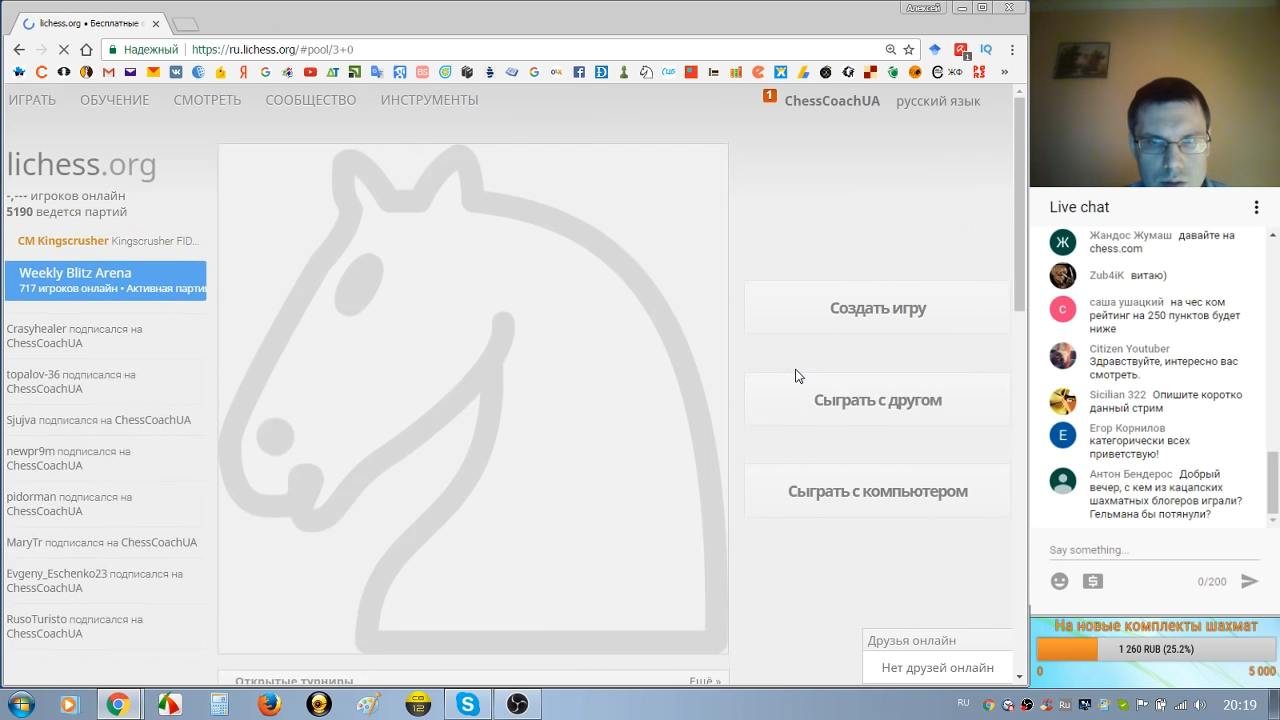 lichess.org • Бесплатные
Алексей
Надежный
https://ru.lichess.org/#pool/3+0
IQ
ЖФ
ИГРАТЬ ОБУЧЕНИЕ СМОТРЕТЬ СООБЩЕСТВО ИНСТРУМЕНТЫ
1 ChessCoachUA русский язык
lichess.org
-,--- игроков онлайн
5190 ведется партий
CM Kingscrusher Kingscrusher FID...
Weekly Blitz Arena
717 игроков онлайн • Активная парти
Crasyhealer подписался на
ChessCoachUA
topalov-36 подписался на
ChessCoachUA
Sjujva подписался на ChessCoachUA
newpr9m подписался на
ChessCoachUA
pidorman подписался на
ChessCoachUA
MaryTr подписался на ChessCoachUA
Evgeny_Eschenko23 подписался на
ChessCoachUA
RusoTuristo подписался на
ChessCoachUA
Создать игру
Сыграть с другом
Сыграть с компьютером
Друзья онлайн
Нет друзей онлайн
Открытые турниры
Ещё »
Live chat
Жандос Жумаш давайте на
chess.com
Zub4iK витаю)
саша ушацкий на чес ком
рейтинг на 250 пунктов будет
ниже
Citizen Youtuber
Здравствуйте, интересно вас
смотреть.
Sicilian 322 Опишите коротко
данный стрим
Егор Корнилов
категорически всех
приветствую!
Антон Бендерос Добрый
вечер, с кем из кацапских
шахматных блогеров играли?
Гельмана бы потянули?
Say something...
0/200
На новые комплекты шахмат
1 260 RUB (25.2%)
0 5 000
RU
Ru
20:19